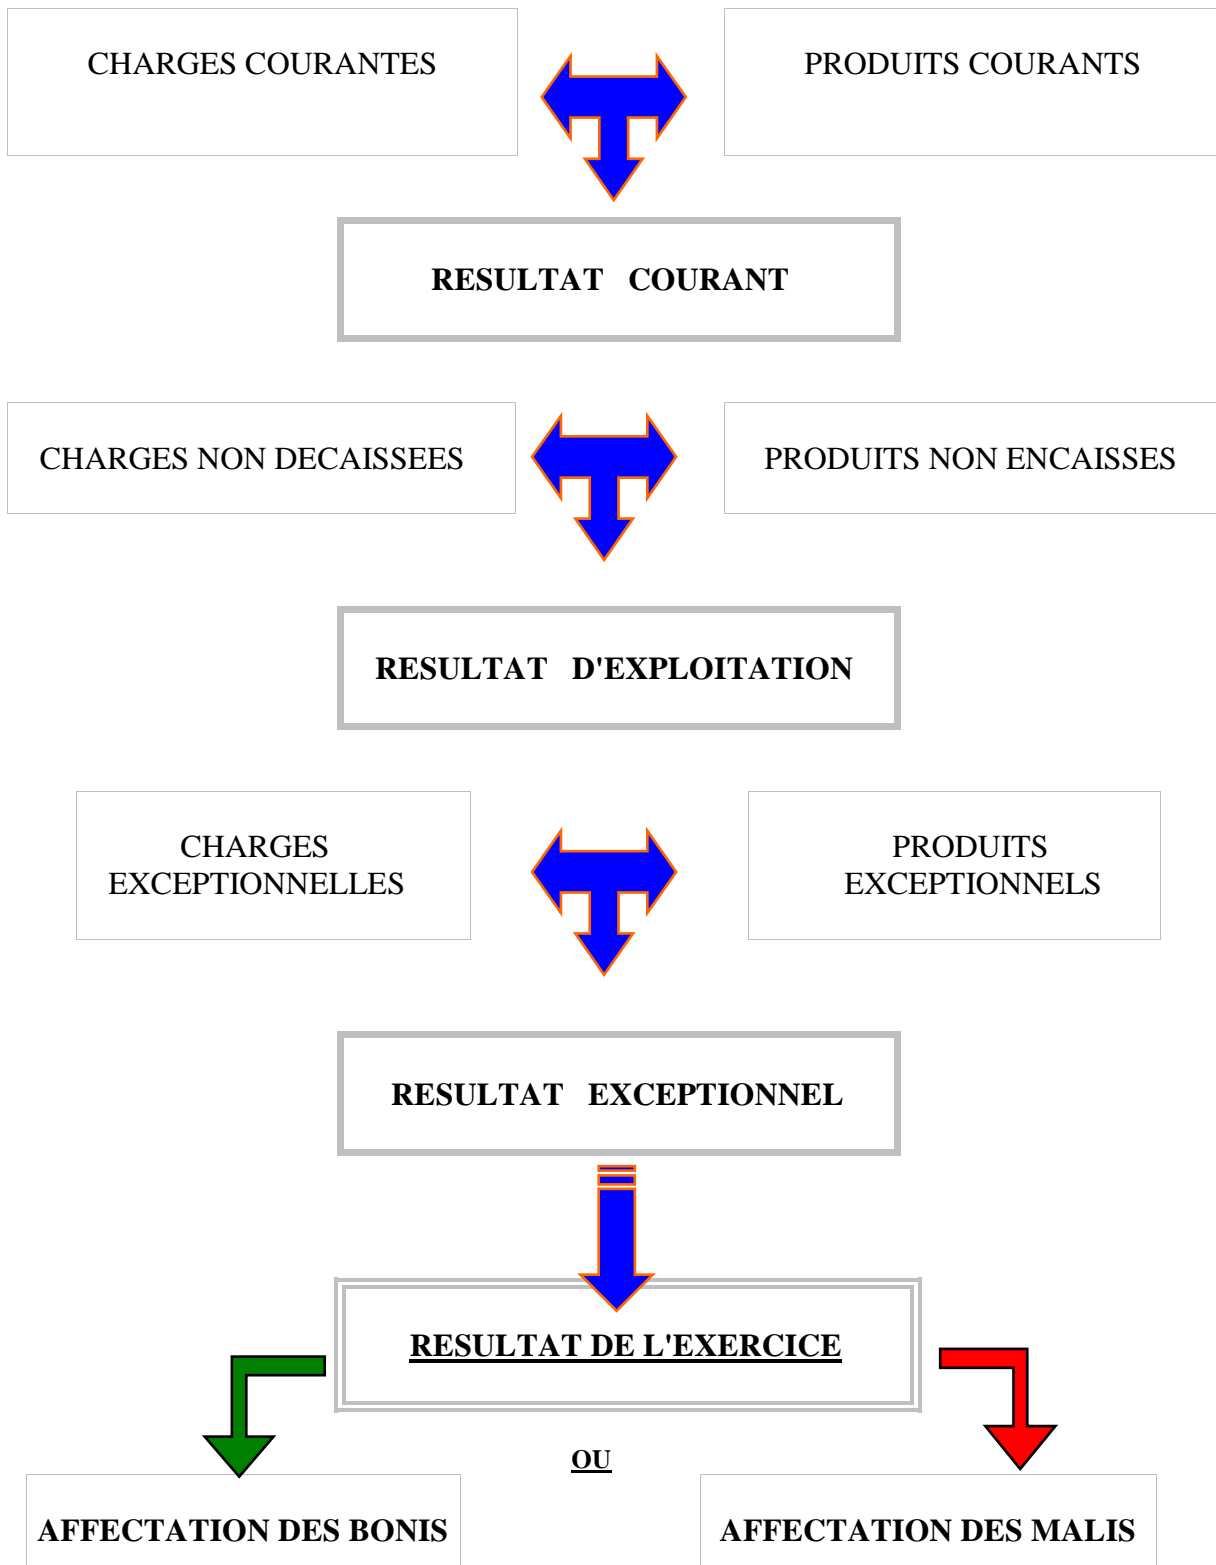 CHARGES COURANTES
PRODUITS COURANTS
RESULTAT COURANT
CHARGES NON DECAISSEES
PRODUITS NON ENCAISSES
RESULTAT D'EXPLOITATION
CHARGES
EXCEPTIONNELLES
PRODUITS
EXCEPTIONNELS
RESULTAT EXCEPTIONNEL
RESULTAT DE L'EXERCICE
OU
AFFECTATION DES BONIS
AFFECTATION DES MALIS